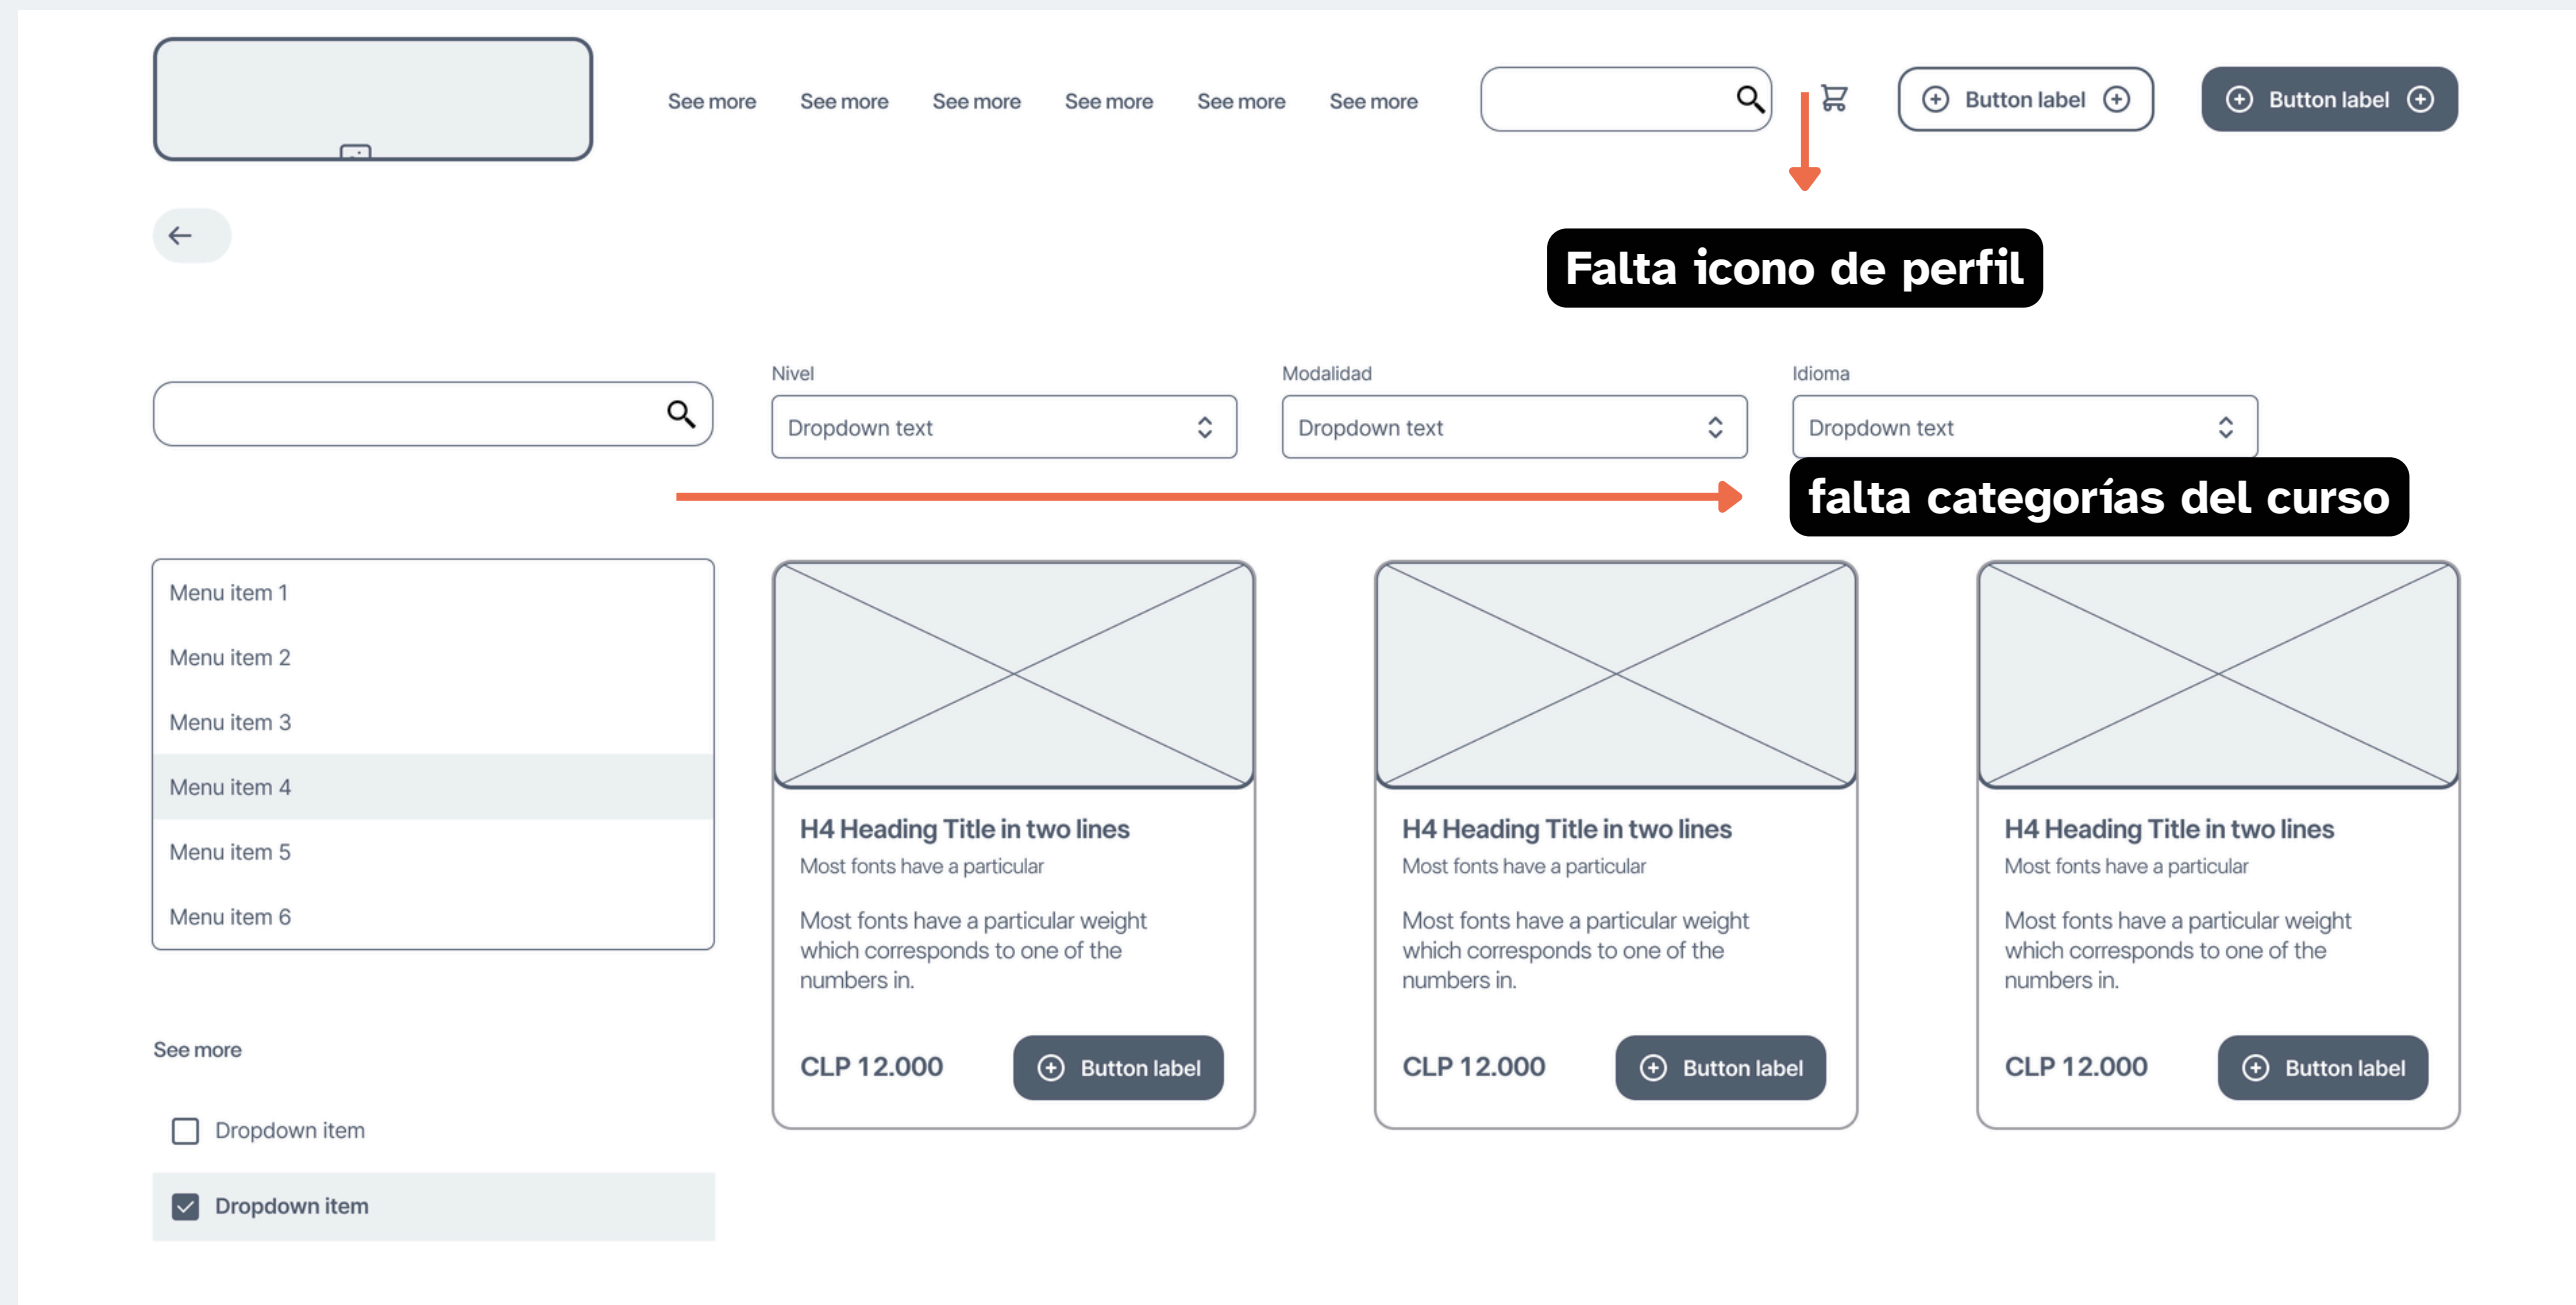 See more See more See more See more See more See more Button label Button label
Falta icono de perfil
Nivel Modalidad Idioma
Dropdown text Dropdown text Dropdown text
falta categorías del curso
Menu item 1
Menu item 2
Menu item 3
Menu item 4
Menu item 5
Menu item 6
See more
Dropdown item
Dropdown item
H4 Heading Title in two lines
Most fonts have a particular
Most fonts have a particular weight
which corresponds to one of the
numbers in.
CLP 12.000 Button label
H4 Heading Title in two lines
Most fonts have a particular
Most fonts have a particular weight
which corresponds to one of the
numbers in.
CLP 12.000 Button label
H4 Heading Title in two lines
Most fonts have a particular
Most fonts have a particular weight
which corresponds to one of the
numbers in.
CLP 12.000 Button label